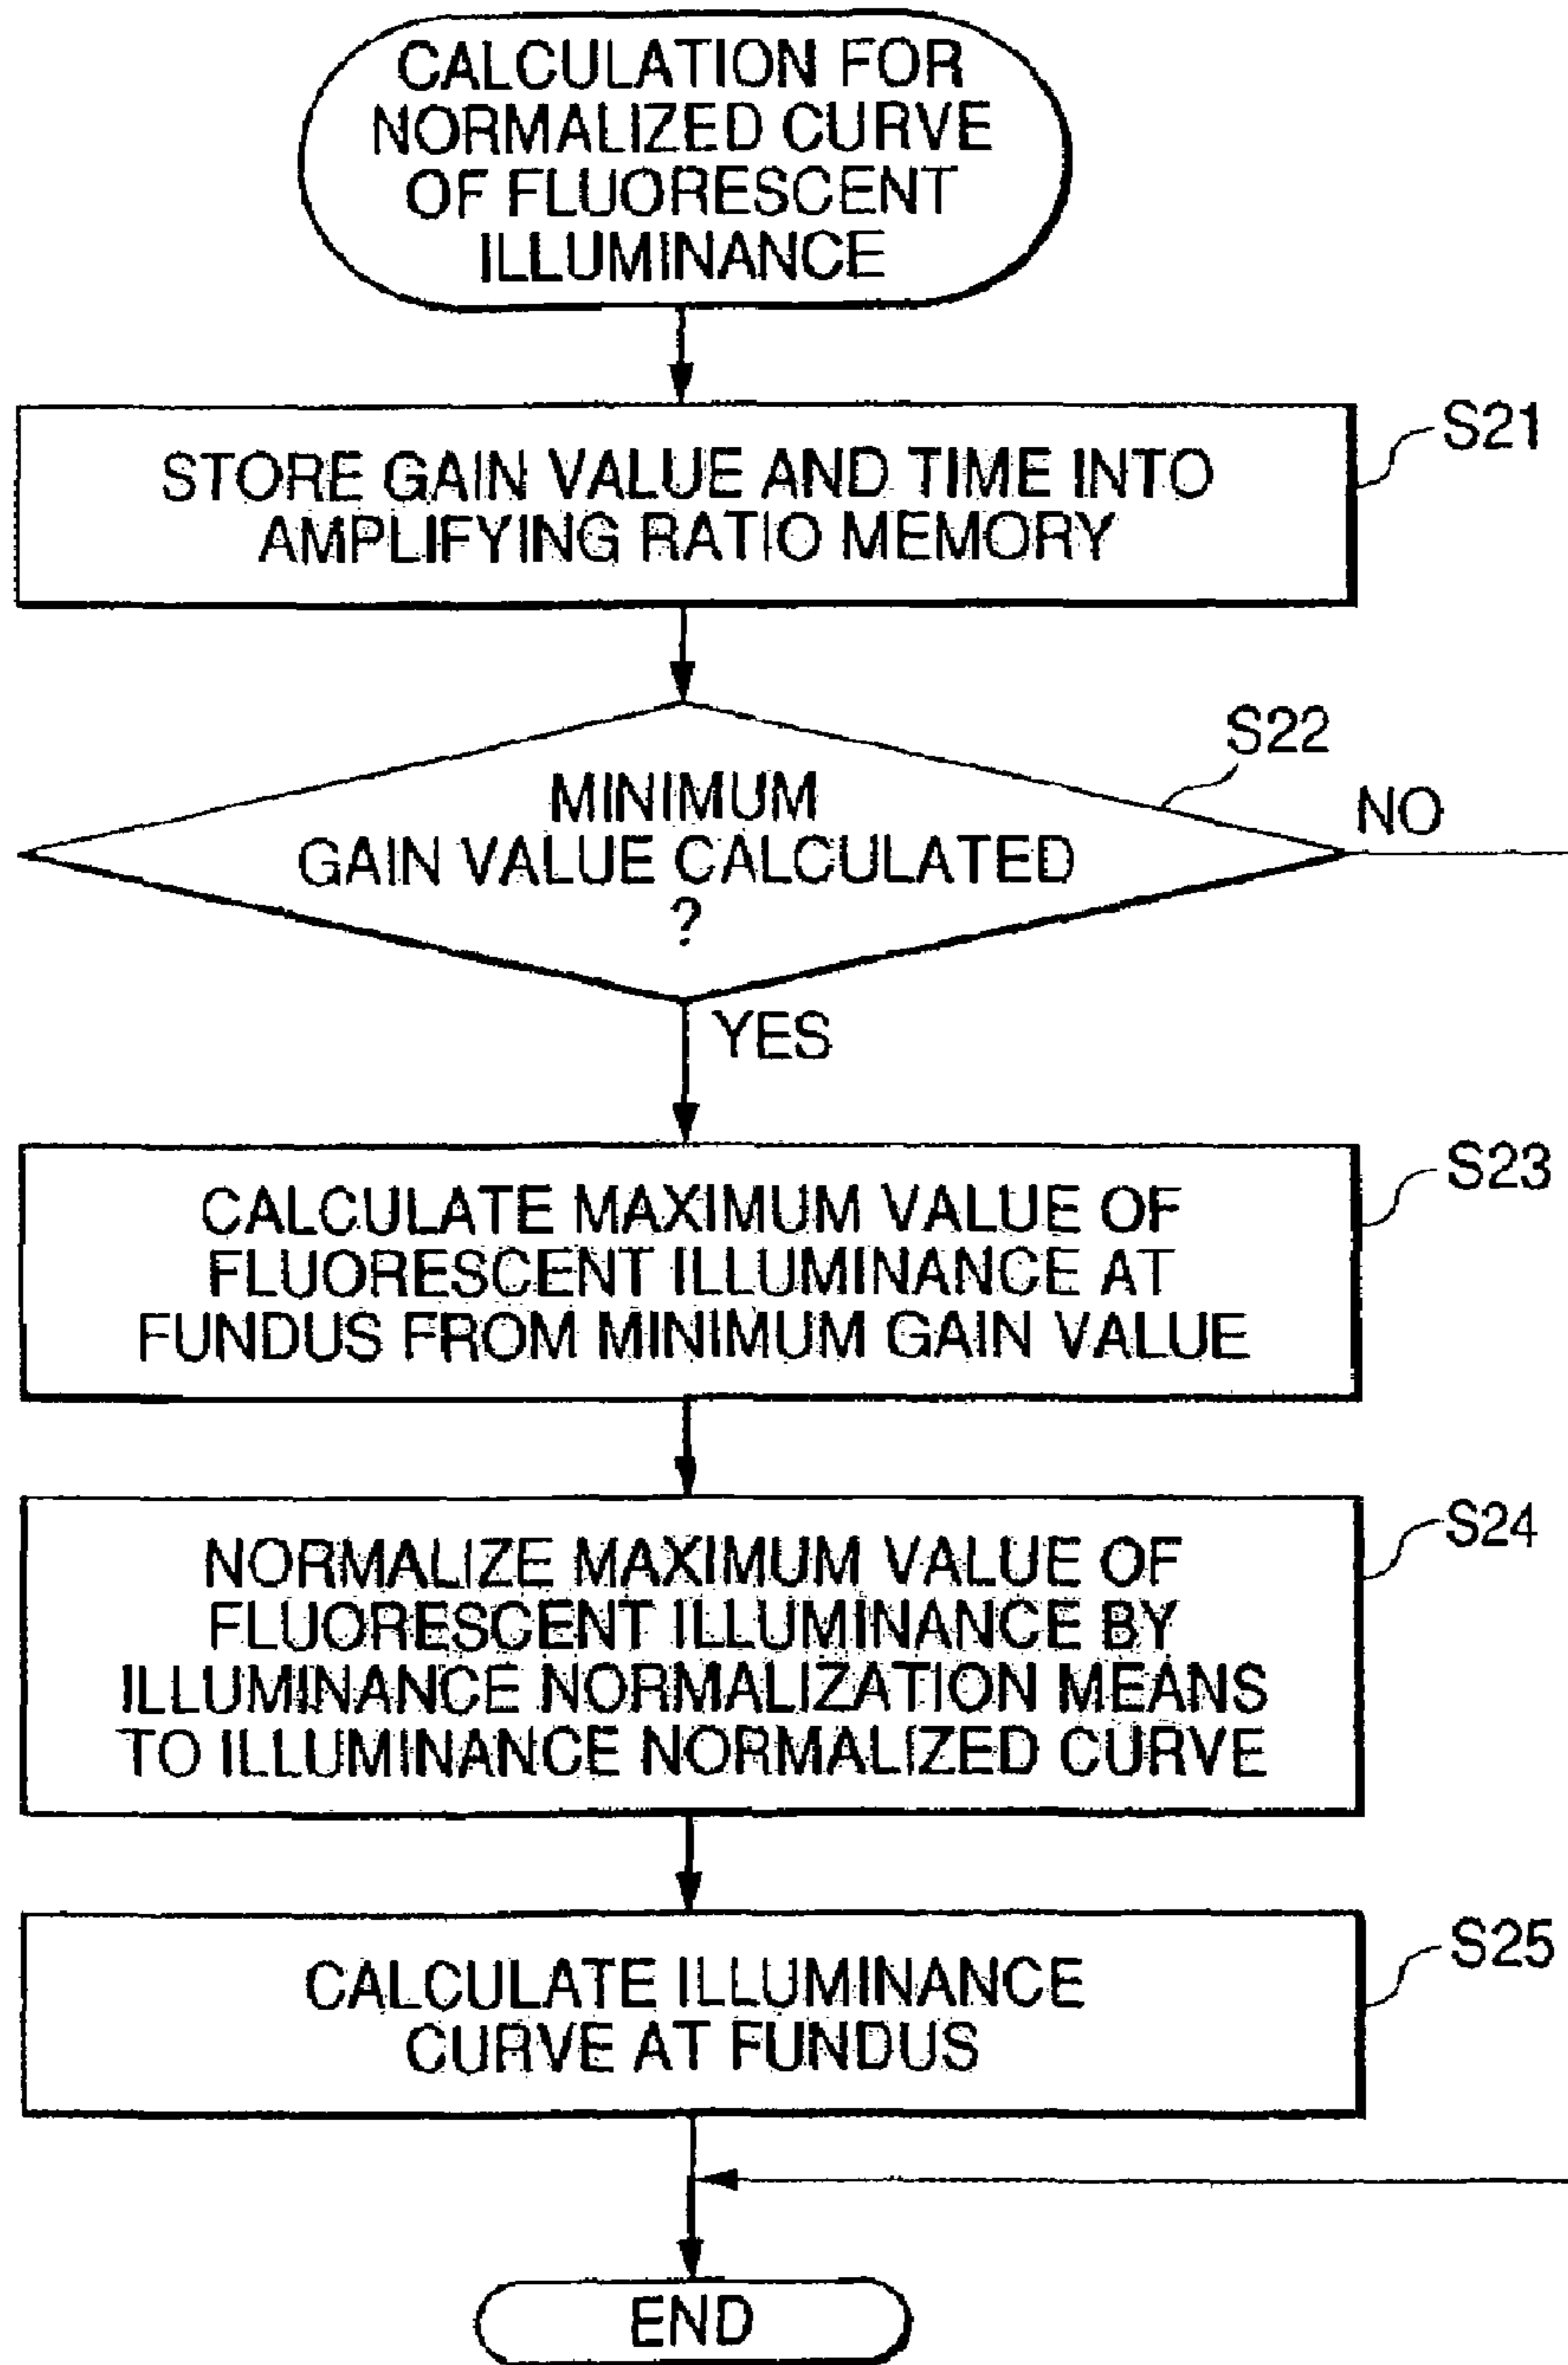 CALCULATION FOR
NORMALIZED CURVE
OF FLUORESCENT
ILLUMINANCE
S21
STORE GAIN VALUE AND TIME INTO
AMPLIFYING RATIO MEMORY
S22
MINIMUM
GAIN VALUE CALCULATED
?
NO
YES
S23
CALCULATE MAXIMUM VALUE OF
FLUORESCENT ILLUMINANCE AT
FUNDUS FROM MINIMUM GAIN VALUE
S24
NORMALIZE MAXIMUM VALUE OF
FLUORESCENT ILLUMINANCE BY
ILLUMINANCE NORMALIZATION MEANS
TO ILLUMINANCE NORMALIZED CURVE
S25
CALCULATE ILLUMINANCE
CURVE AT FUNDUS
END